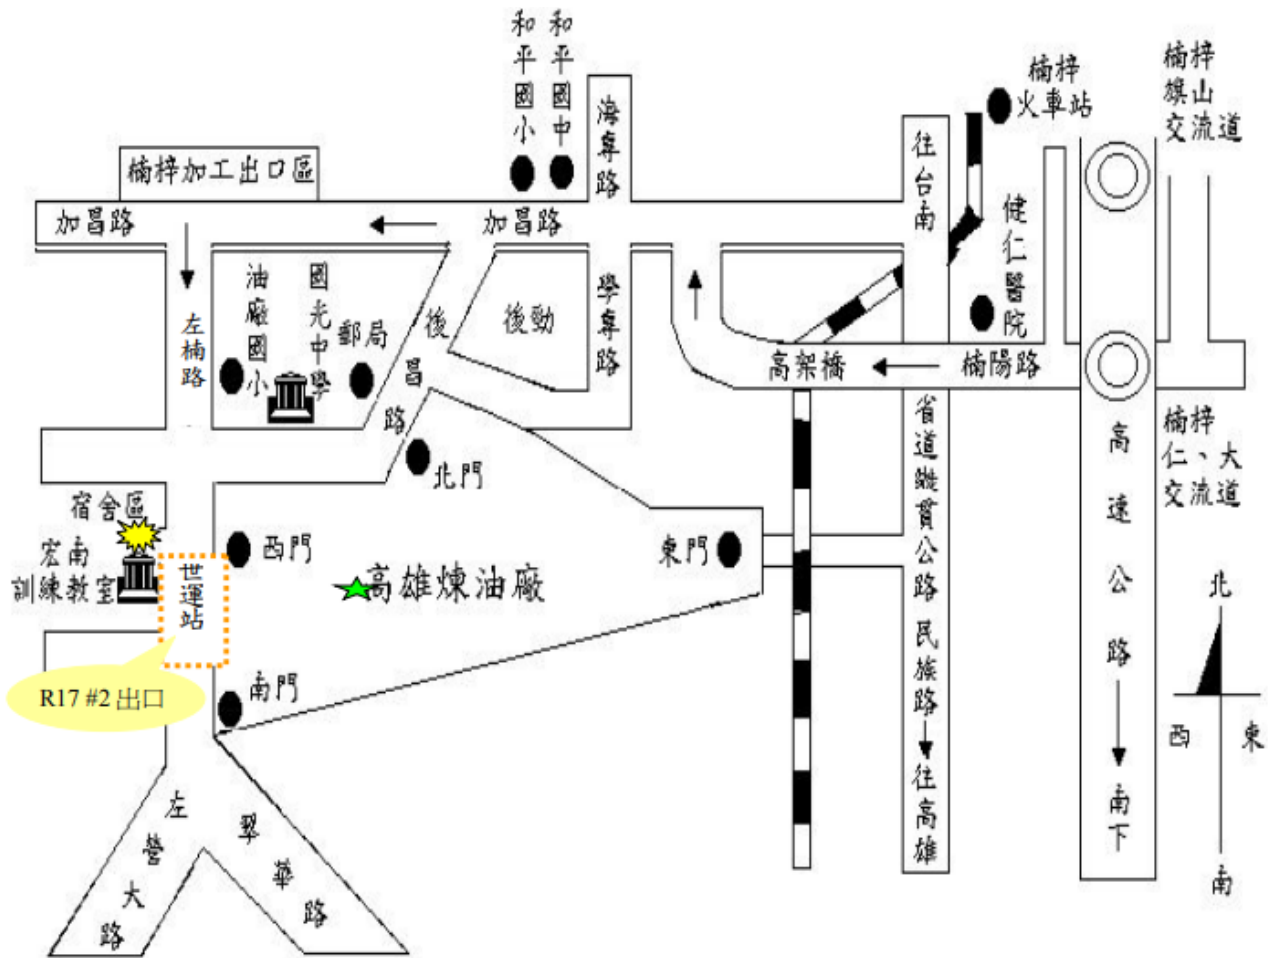 和平國小
和平國中
海專路
楠梓
火車站
楠梓
旗山
交流道
往台南
楠梓加工出口區
加昌路
加昌路
健仁醫院
油廠國小
國光中學
郵局
後昌路
後勁
學專路
左楠路
高架橋
楠陽路
北門
省道縱貫公路民族路
往高雄
高速公路
南下
楠梓
仁、大
交流道
宿舍區
宏南
訓練教室
世運站
西門
高雄煉油廠
東門
R17 #2 出口
南門
左營大路
翠華路
北
西
東
南